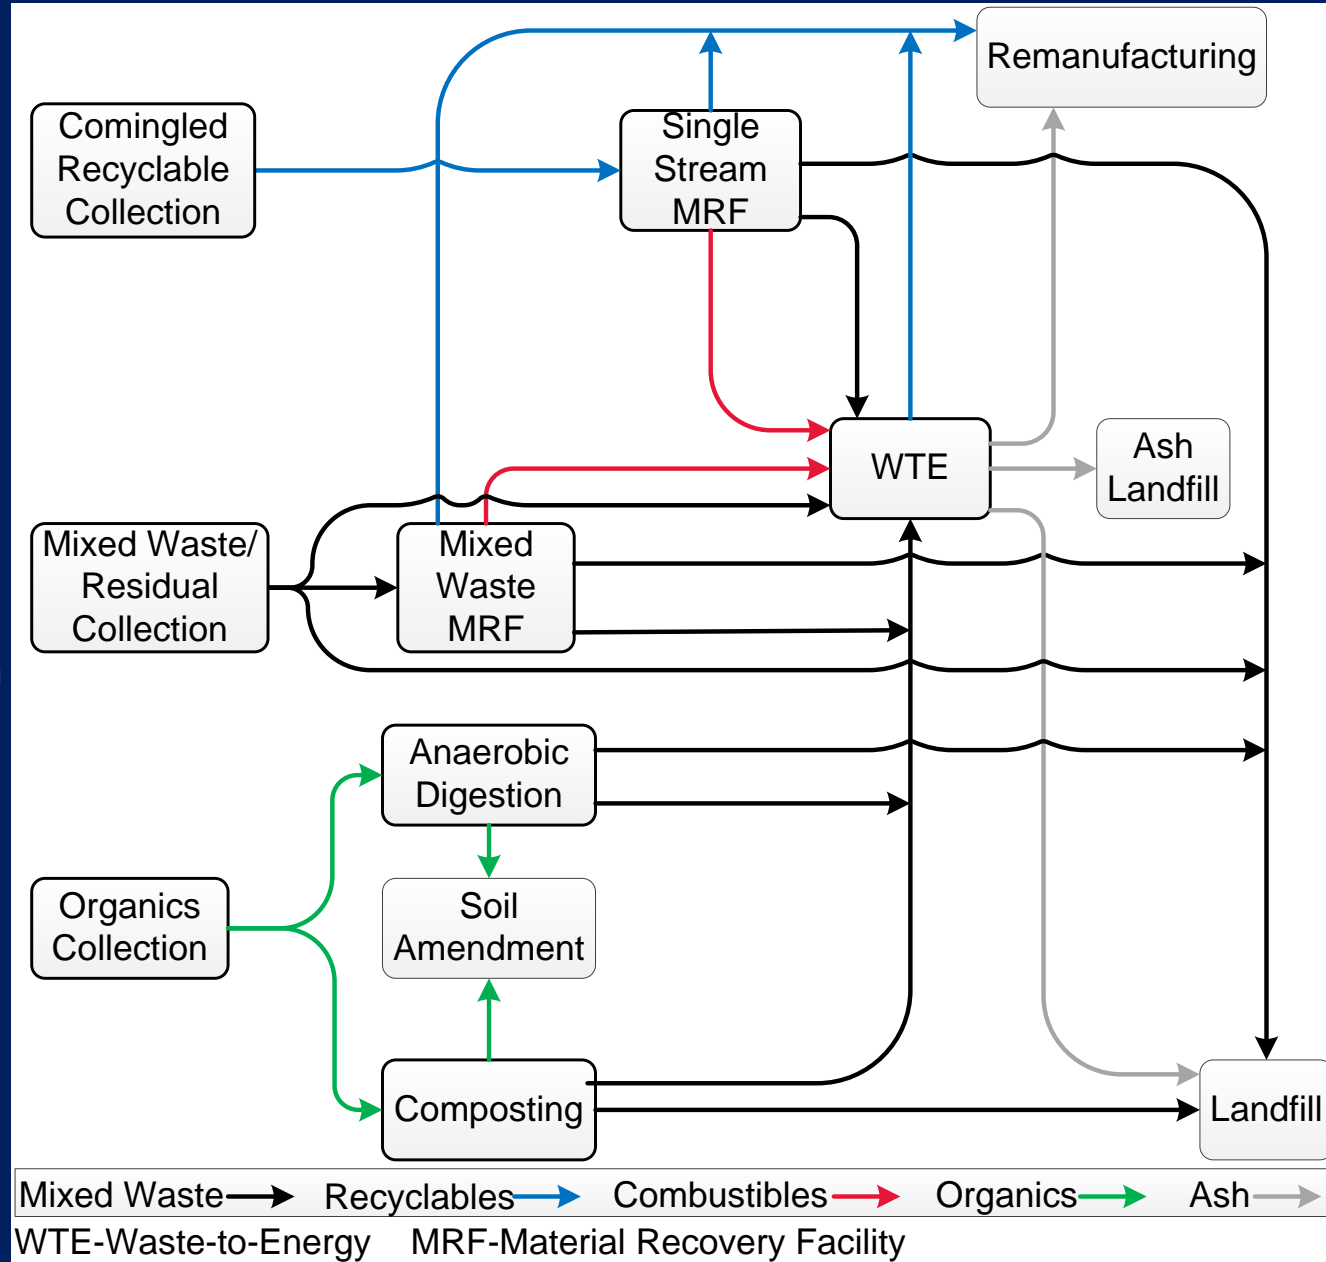 Remanufacturing
Comingled
Recyclable
Collection
Single
Stream
MRF
WTE
Ash
Landfill
Mixed Waste/
Residual
Collection
Mixed
Waste
MRF
Anaerobic
Digestion
Organics
Collection
Soil
Amendment
Composting
Landfill
Mixed Waste Recyclables Combustibles Organics Ash
WTE-Waste-to-Energy MRF-Material Recovery Facility